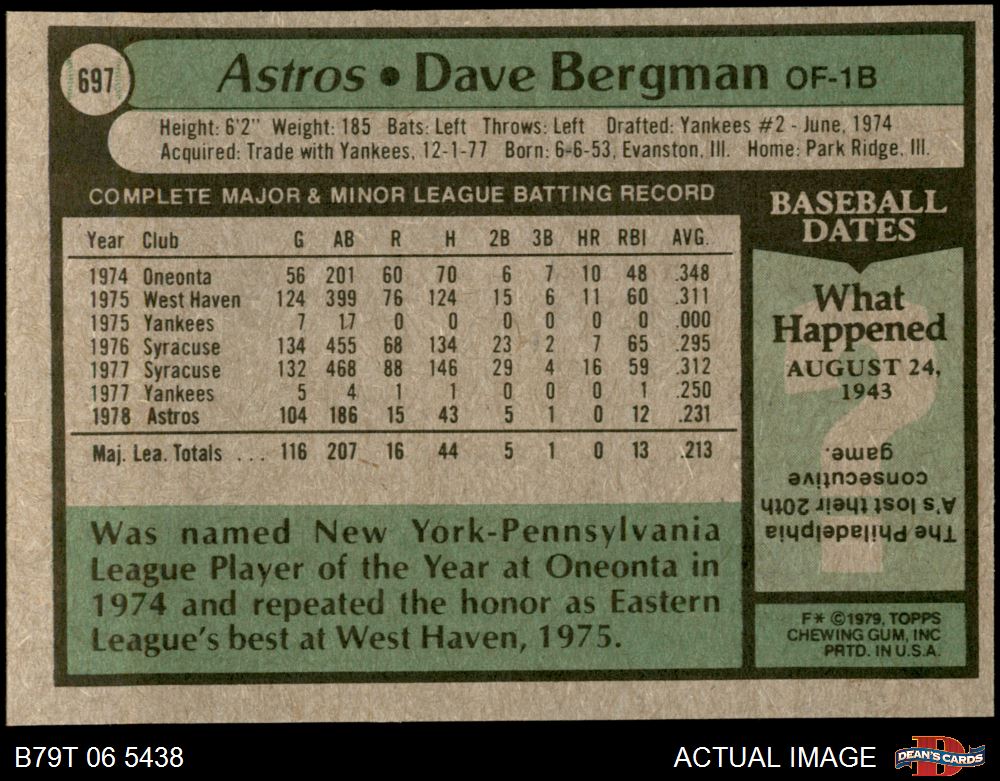 697
Astros • Dave Bergman OF-1B
Height: 6'2" Weight: 185 Bats: Left Throws: Left Drafted: Yankees #2 - June, 1974
Acquired: Trade with Yankees, 12-1-77 Born: 6-6-53, Evanston, Ill. Home: Park Ridge, Ill.
COMPLETE MAJOR & MINOR LEAGUE BATTING RECORD
Year Club G AB R H 2B 3B HR RBI AVG.
1974 Oneonta 56 201 60 70 6 7 10 48 .348
1975 West Haven 124 399 76 124 15 6 11 60 .311
1975 Yankees 7 17 0 0 0 0 0 0 .000
1976 Syracuse 134 455 68 134 23 2 7 65 .295
1977 Syracuse 132 468 88 146 29 4 16 59 .312
1977 Yankees 5 4 1 1 0 0 0 1 .250
1978 Astros 104 186 15 43 5 1 0 12 .231
Maj. Lea. Totals . . . 116 207 16 44 5 1 0 13 .213
Was named New York-Pennsylvania
League Player of the Year at Oneonta in
1974 and repeated the honor as Eastern
League's best at West Haven, 1975.
BASEBALL
DATES
What
Happened
AUGUST 24,
1943
?
The Philadelphia
A's lost their 20th
consecutive
game.
F* ©1979, TOPPS
CHEWING GUM, INC
PRTD. IN U.S.A.
B79T 06 5438
ACTUAL IMAGE
D
DEAN'S CARDS